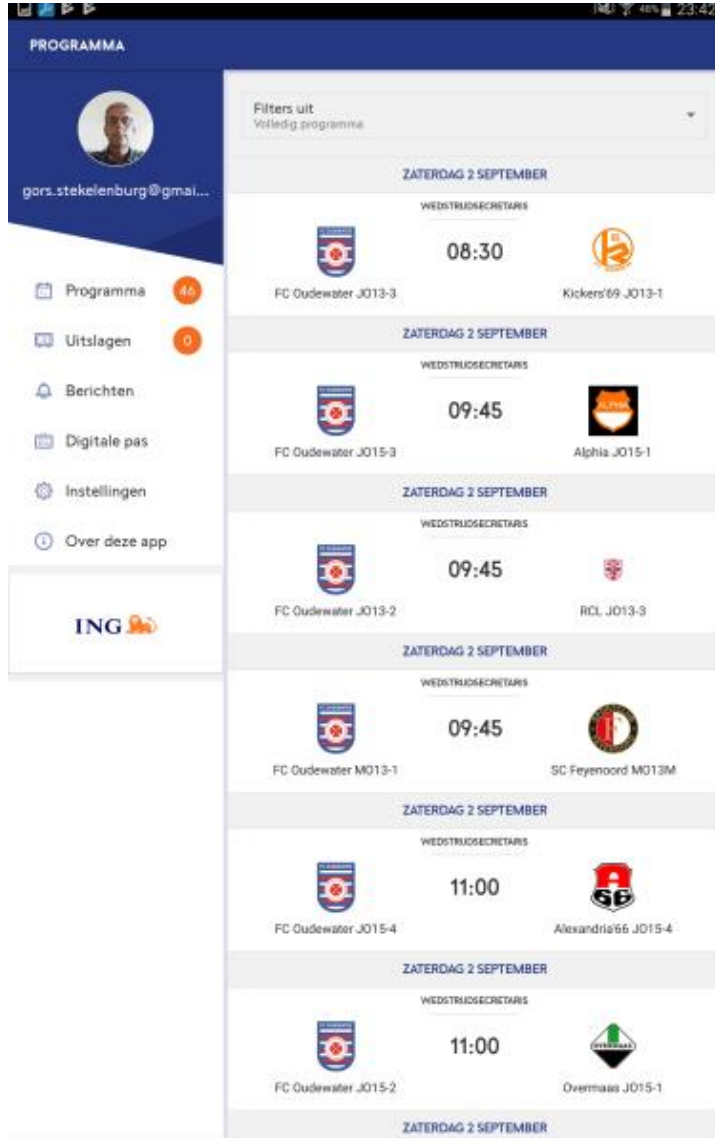 40% 23:42
PROGRAMMA
gors.stekelenburg@gmai...
Programma 46
Uitslagen 0
Berichten
Digitale pas
Instellingen
Over deze app
ING
Filters uit
Volledig programma
ZATERDAG 2 SEPTEMBER
WEDSTRIJDSECRETARIS
08:30
FC Oudewater JO13-3 Kickers'69 JO13-1
ZATERDAG 2 SEPTEMBER
WEDSTRIJDSECRETARIS
09:45
ALPHIA
FC Oudewater JO15-3 Alphia JO15-1
ZATERDAG 2 SEPTEMBER
WEDSTRIJDSECRETARIS
09:45
FC Oudewater JO13-2 RCL JO13-3
ZATERDAG 2 SEPTEMBER
WEDSTRIJDSECRETARIS
09:45
FC Oudewater MO13-1 SC Feyenoord MO13M
ZATERDAG 2 SEPTEMBER
WEDSTRIJDSECRETARIS
11:00
A 66
FC Oudewater JO15-4 Alexandria'66 JO15-4
ZATERDAG 2 SEPTEMBER
WEDSTRIJDSECRETARIS
11:00
OVERMAAS
FC Oudewater JO15-2 Overmaas JO15-1
ZATERDAG 2 SEPTEMBER